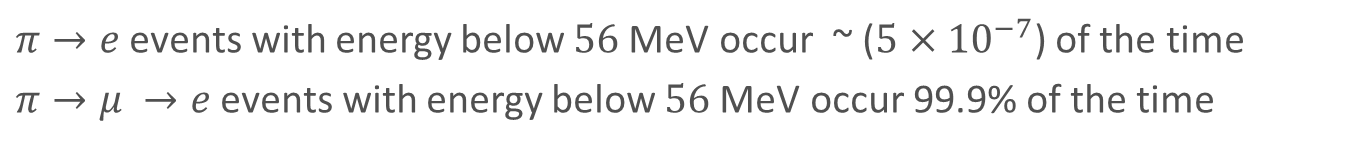 π → e events with energy below 56 MeV occur ~ (5 × 10⁻⁷) of the time
π → μ → e events with energy below 56 MeV occur 99.9% of the time